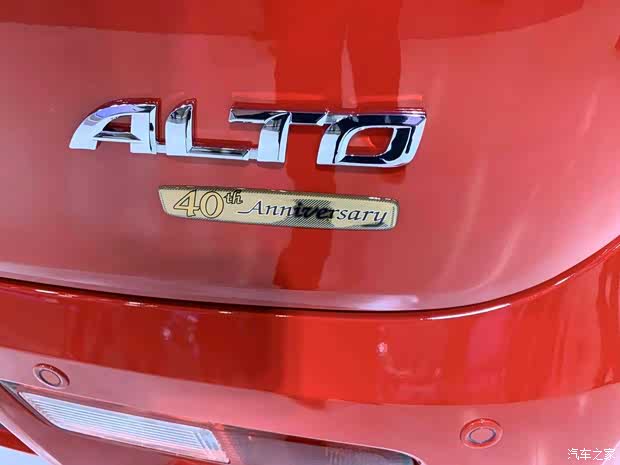 ALTO
40th Anniversary
汽车之家